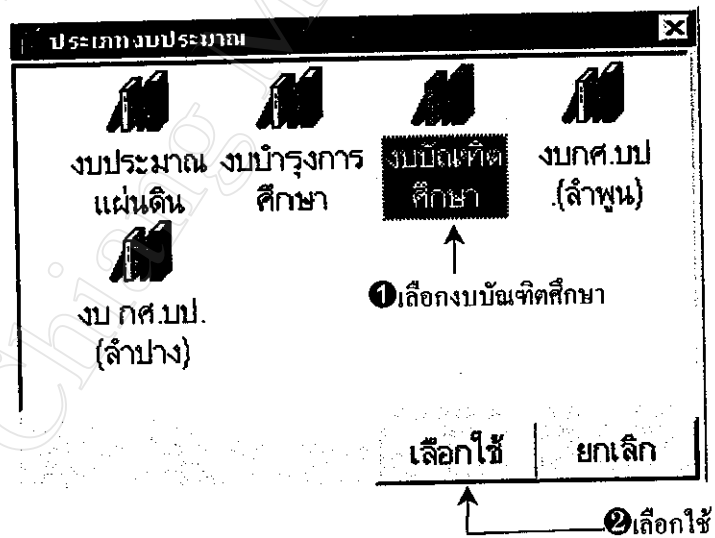 ประเภทงบประมาณ
งบประมาณ งบบำรุงการ งบบัณฑิต งบกศ.บป
แผ่นดิน ศึกษา ศึกษา .(ลำพูน)
งบ กศ.บป.
(ลำปาง)
❶เลือกงบบัณฑิตศึกษา
เลือกใช้ ยกเลิก
❷เลือกใช้
Chiang M